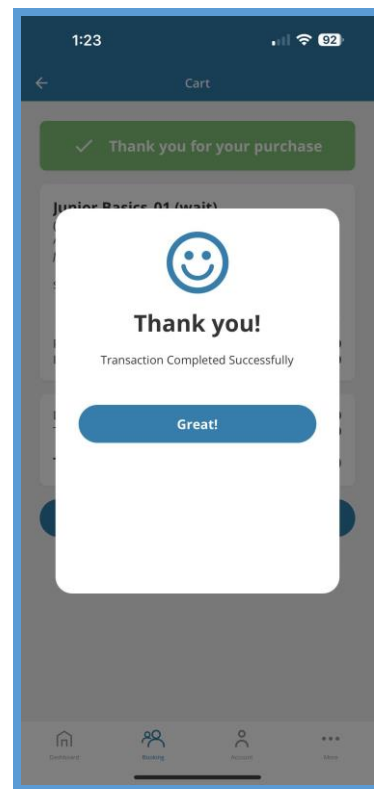 1:23
92
Cart
Thank you for your purchase
Junior Basics 01 (wait)
Thank you!
Transaction Completed Successfully
Great!
Dashboard
Booking
Account
More